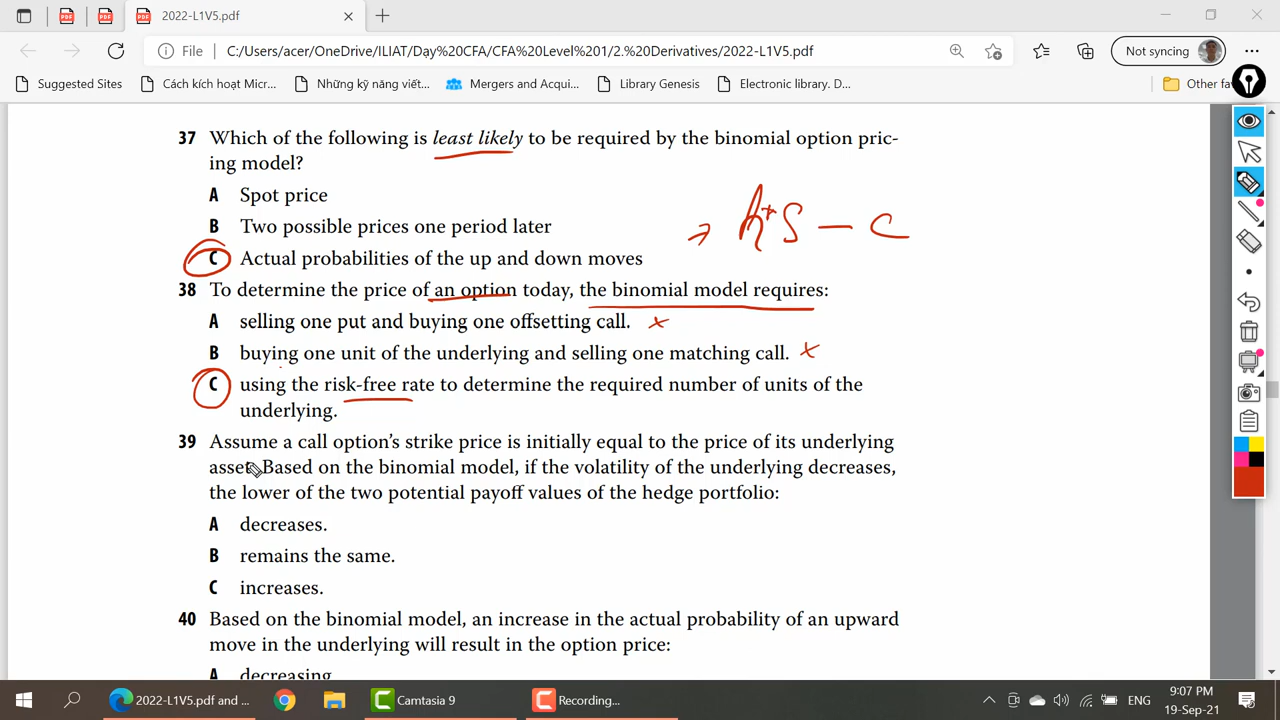 2022-L1V5.pdf
File
C:/Users/acer/OneDrive/ILIAT/Day%20CFA/CFA%20Level%201/2.%20Derivatives/2022-L1V5.pdf
Not syncing
Suggested Sites
Cách kích hoạt Micr...
Những kỹ năng viết...
Mergers and Acqui...
Library Genesis
Electronic library. D...
Other fav
37 Which of the following is least likely to be required by the binomial option pric-
ing model?
A Spot price
B Two possible prices one period later
C Actual probabilities of the up and down moves
h*S — C
38 To determine the price of an option today, the binomial model requires:
A selling one put and buying one offsetting call. x
B buying one unit of the underlying and selling one matching call. x
C using the risk-free rate to determine the required number of units of the
underlying.
39 Assume a call option's strike price is initially equal to the price of its underlying
asset. Based on the binomial model, if the volatility of the underlying decreases,
the lower of the two potential payoff values of the hedge portfolio:
A decreases.
B remains the same.
C increases.
40 Based on the binomial model, an increase in the actual probability of an upward
move in the underlying will result in the option price:
A decreasing
2022-L1V5.pdf and ...
Camtasia 9
Recording...
ENG
9:07 PM
19-Sep-21